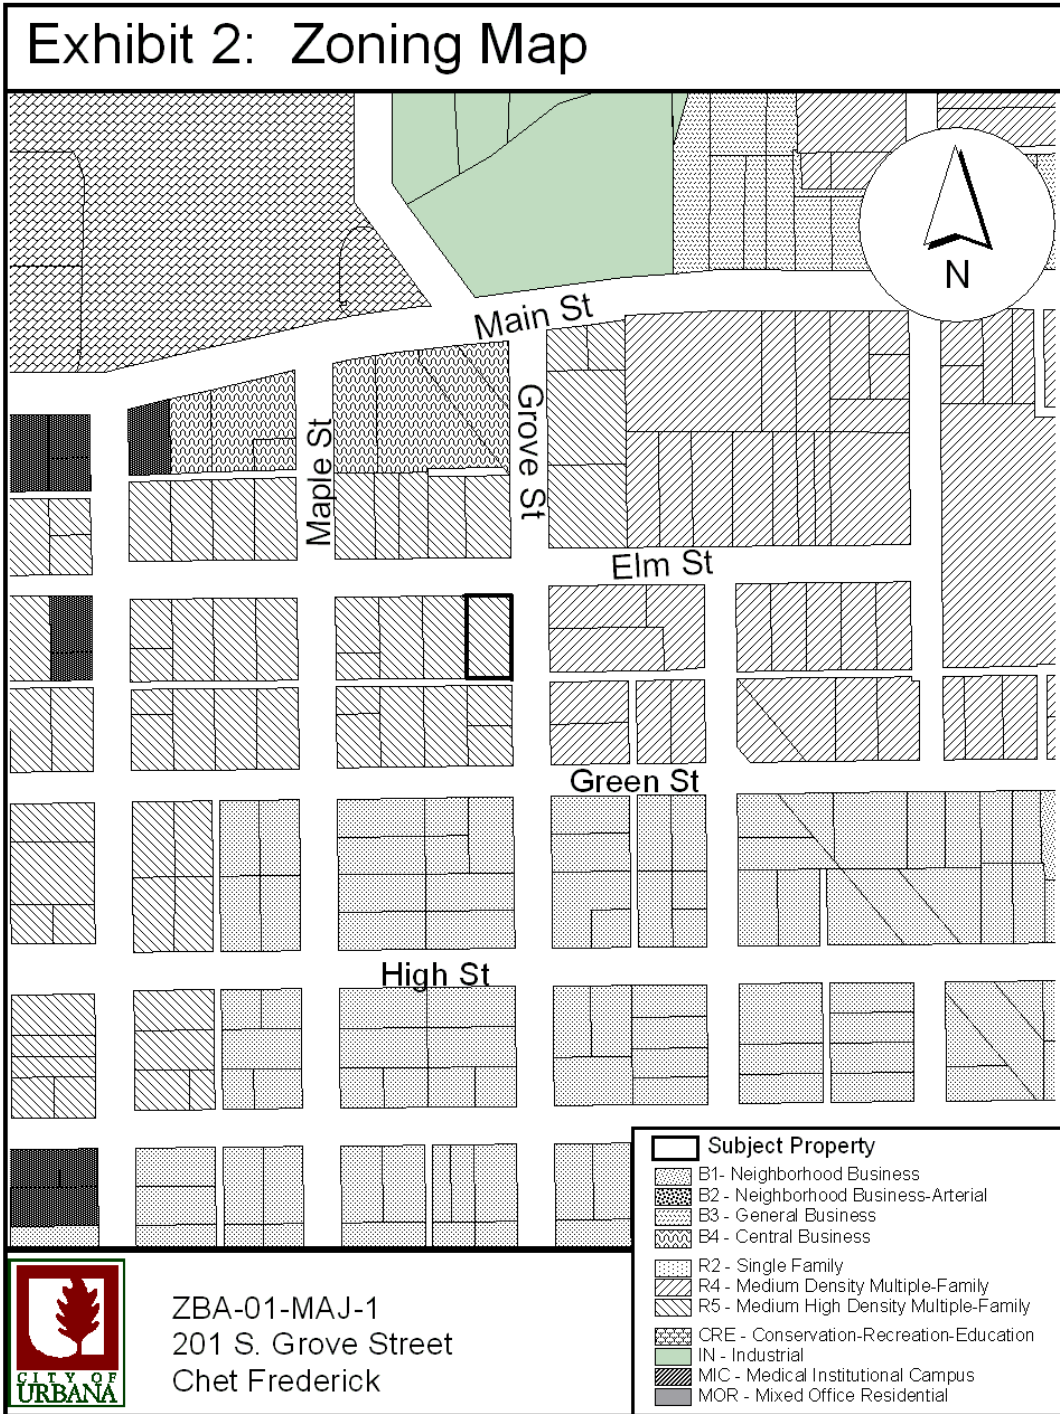 Exhibit 2: Zoning Map
N
Main St
Grove St
Maple St
Elm St
Green St
High St
Subject Property
B1- Neighborhood Business
B2 - Neighborhood Business-Arterial
B3 - General Business
B4 - Central Business
R2 - Single Family
R4 - Medium Density Multiple-Family
R5 - Medium High Density Multiple-Family
CRE - Conservation-Recreation-Education
IN - Industrial
MIC - Medical Institutional Campus
MOR - Mixed Office Residential
CITY OF
URBANA
ZBA-01-MAJ-1
201 S. Grove Street
Chet Frederick